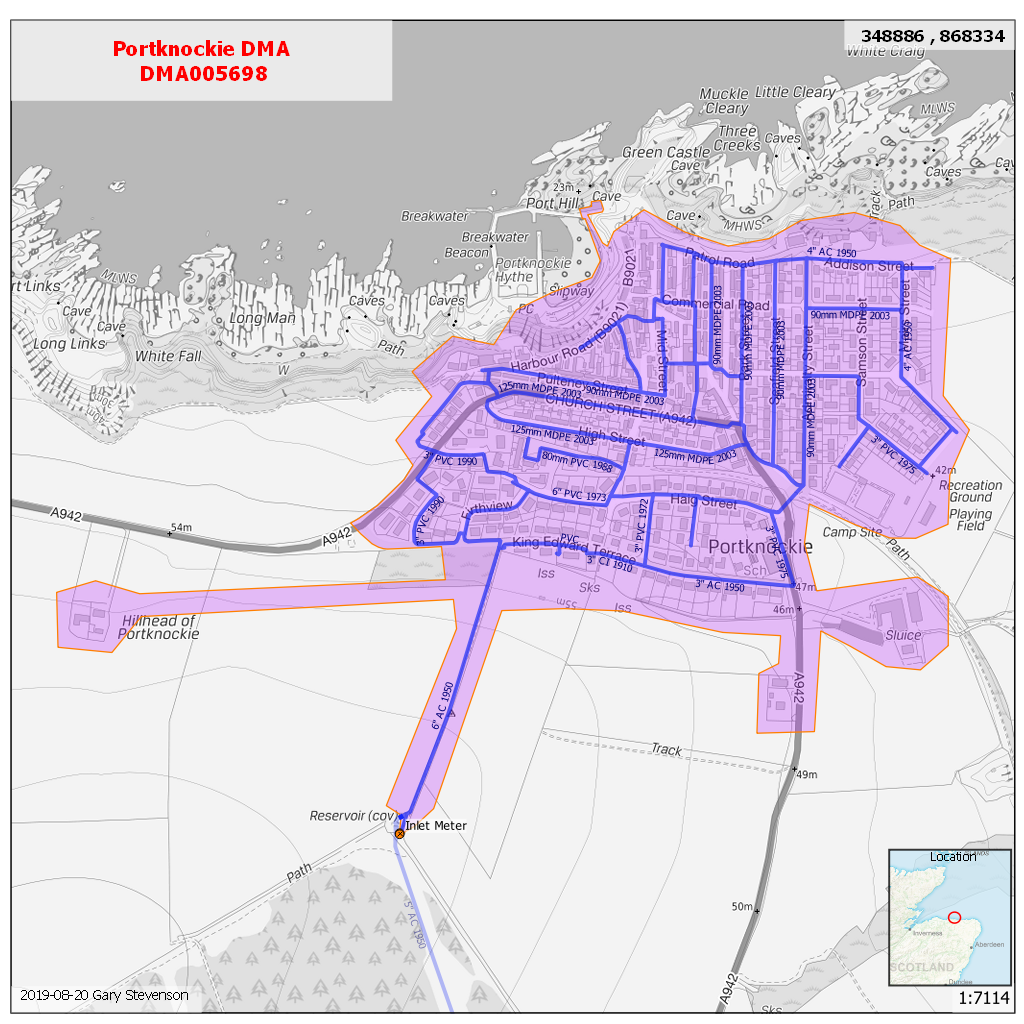 Portknockie DMA
DMA005698
348886 , 868334
White Craig
Muckle
Cleary
Little Cleary
MLWS
Three
Creeks
Caves
Green Castle
Cave
Caves
23m
Port Hill
Cave
Track
Path
Breakwater
Cave
MHWS
Breakwater
Beacon
Portknockie
Hythe
B9021
Patrol Road
4" AC 1950
Addison Street
MLWS
rt Links
Cave
Caves
Caves
Slipway
PC
Commercial Road
90mm MDPE 2003
90mm MDPE 2003
90mm MDPE 2003
90mm MDPE 2003
Samson Street
Street
4" AC 1950
Long Man
Cave
Long Links
White Fall
Path
W
Harbour Road (B9021)
Mid Street
30m
40m
Pulteney Street
125mm MDPE 2003
90mm MDPE 2003
CHURCH STREET (A942)
90mm MDPE 2003
125mm MDPE 2003
High Street
125mm MDPE 2003
3" PVC 1975
42m
Recreation
Ground
Playing
Field
3" PVC 1990
80mm PVC 1988
6" PVC 1973
Haig Street
A942
54m
A942
3" PVC 1990
Firthview
3" PVC 1972
Camp Site
Path
King Edward Terrace
PVC
3" CI 1910
Portknockie
3" PVC 1975
Sch
Iss
Sks
3" AC 1950
47m
55m
Iss
46m
Hillhead of
Portknockie
Sluice
6" AC 1950
A942
Track
49m
Reservoir (cov)
Inlet Meter
Path
5" AC 1950
50m
A942
Sks
Location
ISLANDS
Inverness
Aberdeen
SCOTLAND
Dundee
2019-08-20 Gary Stevenson
1:7114